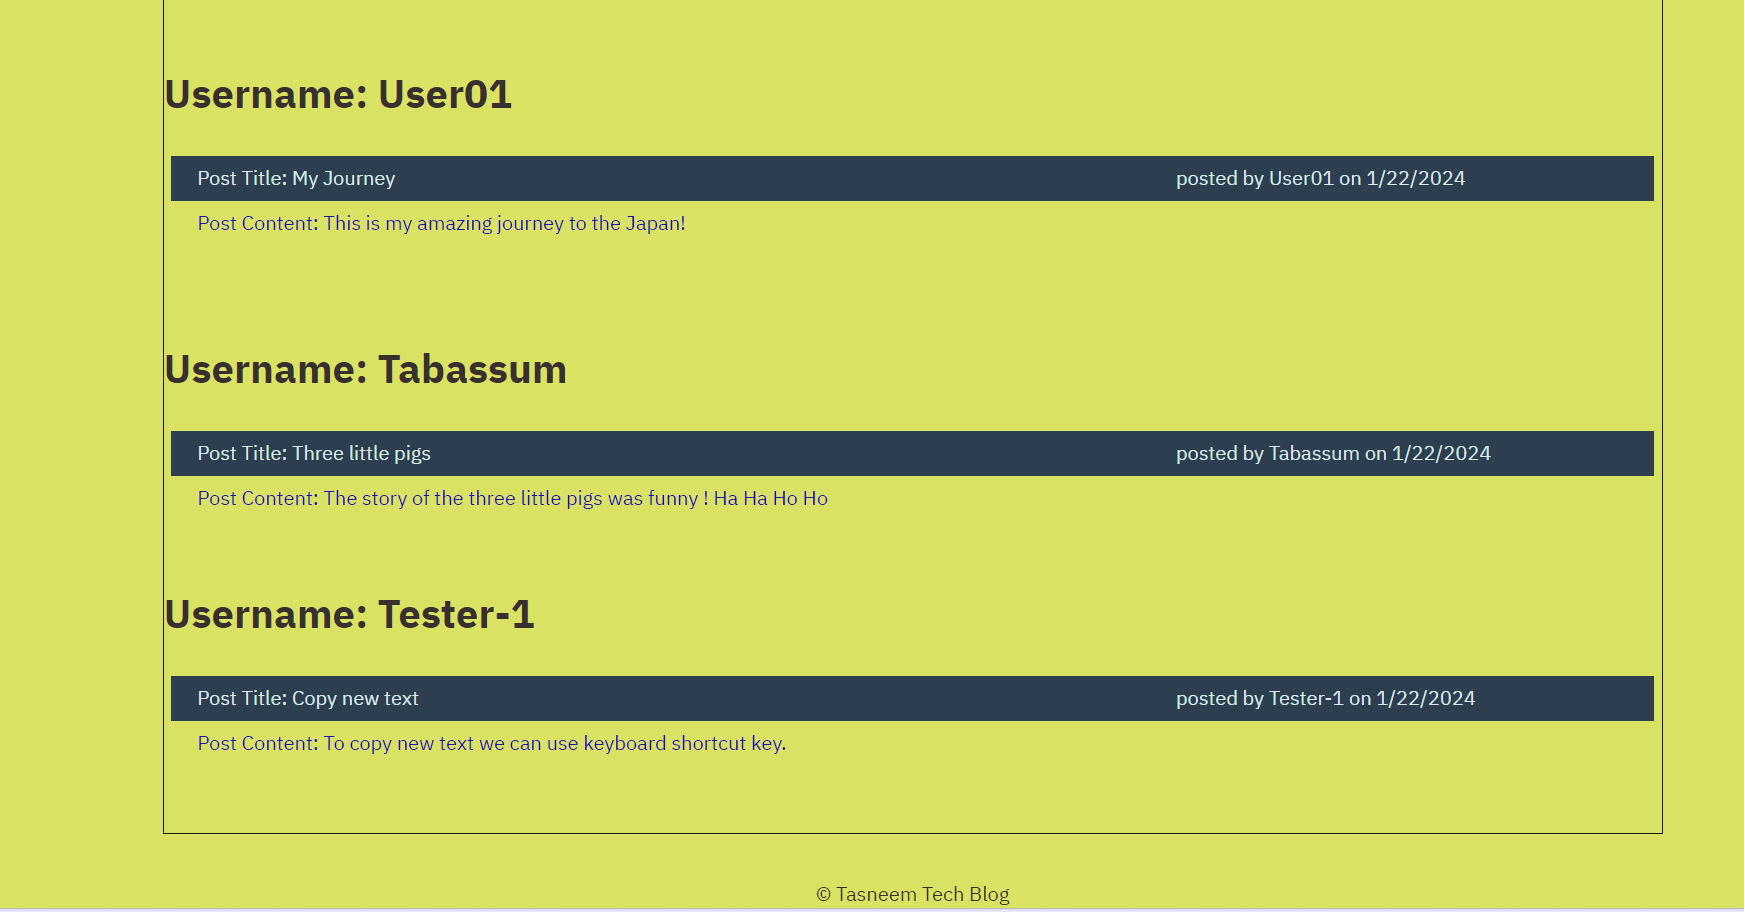 Username: User01
Post Title: My Journey posted by User01 on 1/22/2024
Post Content: This is my amazing journey to the Japan!
Username: Tabassum
Post Title: Three little pigs posted by Tabassum on 1/22/2024
Post Content: The story of the three little pigs was funny ! Ha Ha Ho Ho
Username: Tester-1
Post Title: Copy new text posted by Tester-1 on 1/22/2024
Post Content: To copy new text we can use keyboard shortcut key.
© Tasneem Tech Blog